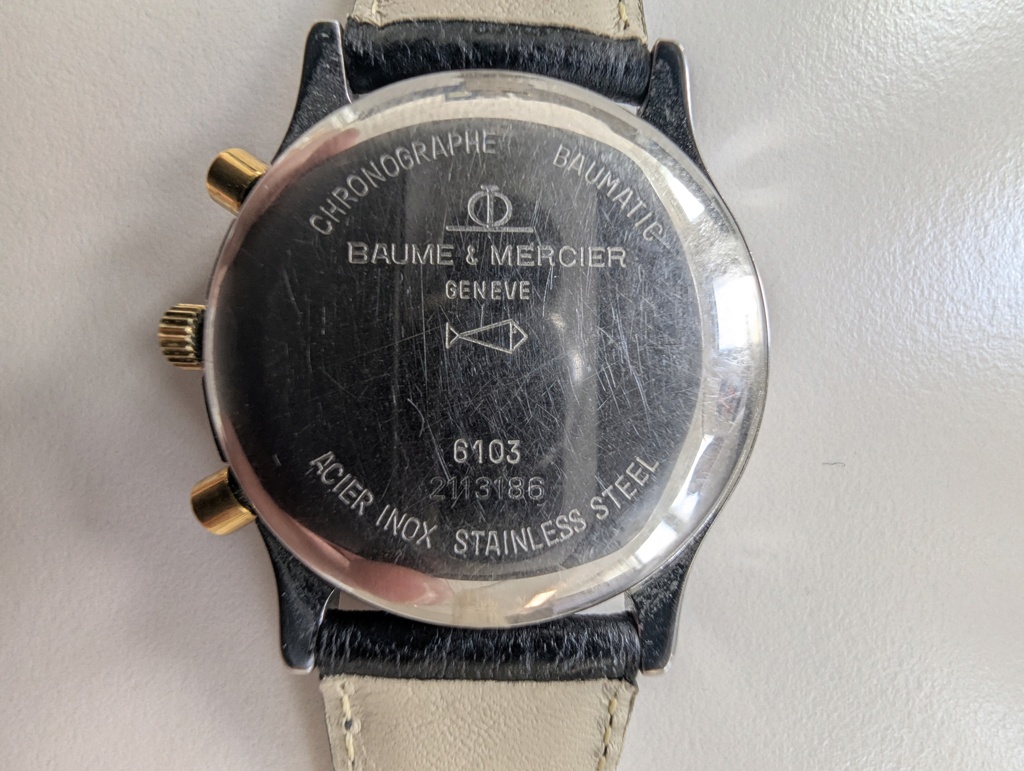 CHRONOGRAPHE BAUMATIC
BAUME & MERCIER
GENEVE
6103
2113186
ACIER INOX STAINLESS STEEL